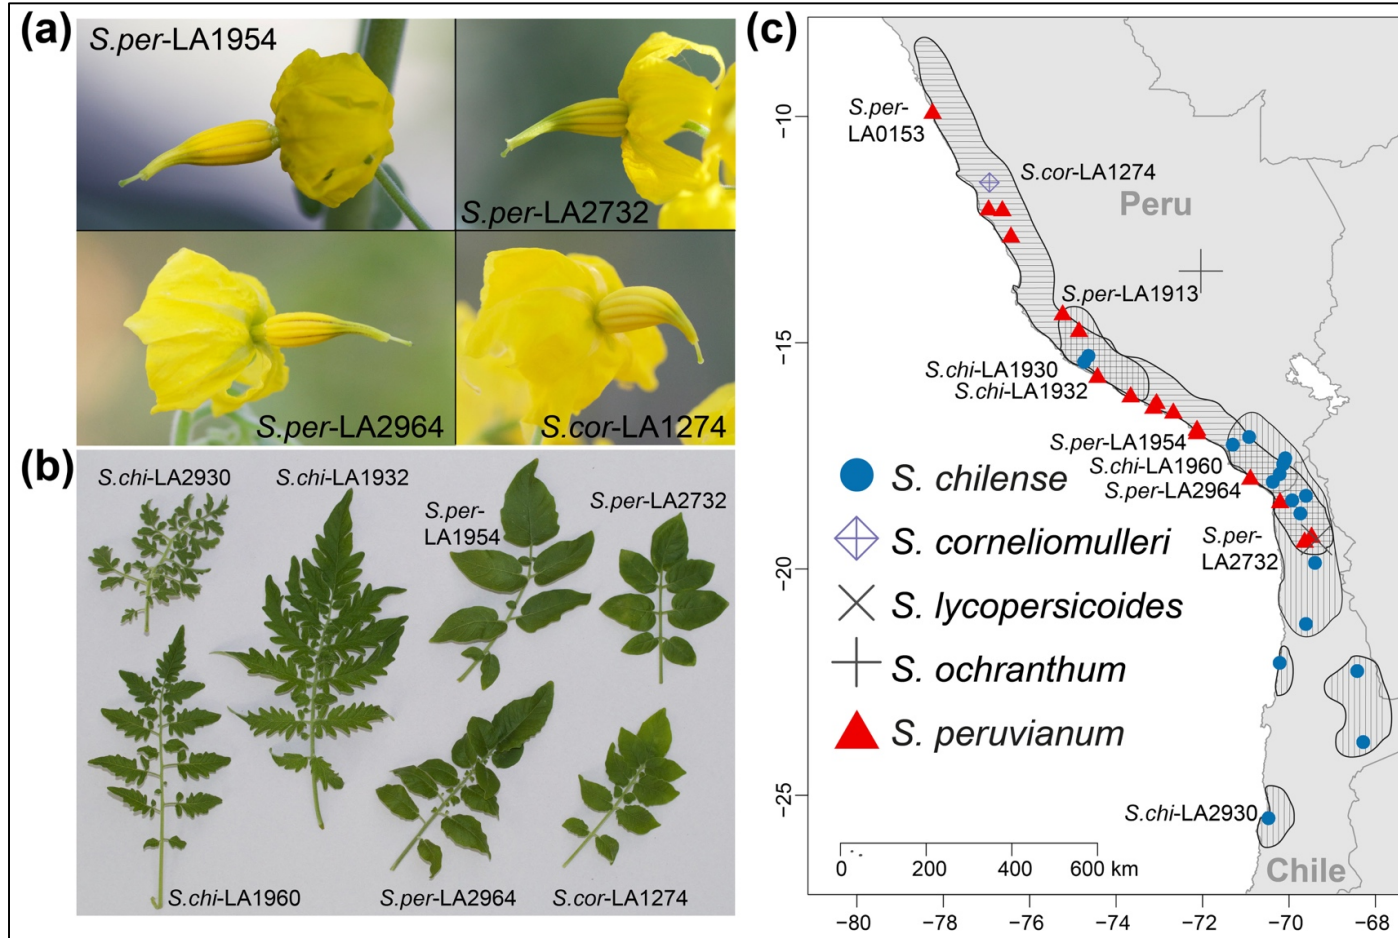 (a)
S.per-LA1954
S.per-LA2732
S.per-LA2964
S.cor-LA1274
(b)
S.chi-LA2930
S.chi-LA1932
S.per-
LA1954
S.per-LA2732
S.chi-LA1960
S.per-LA2964
S.cor-LA1274
(c)
S.per-
LA0153
S.cor-LA1274
Peru
S.per-LA1913
S.chi-LA1930
S.chi-LA1932
S.per-LA1954
S.chi-LA1960
S.per-LA2964
S.per-
LA2732
S. chilense
S. corneliomulleri
S. lycopersicoides
S. ochranthum
S. peruvianum
S.chi-LA2930
Chile
0 200 400 600 km
−10
−15
−20
−25
−80 −78 −76 −74 −72 −70 −68